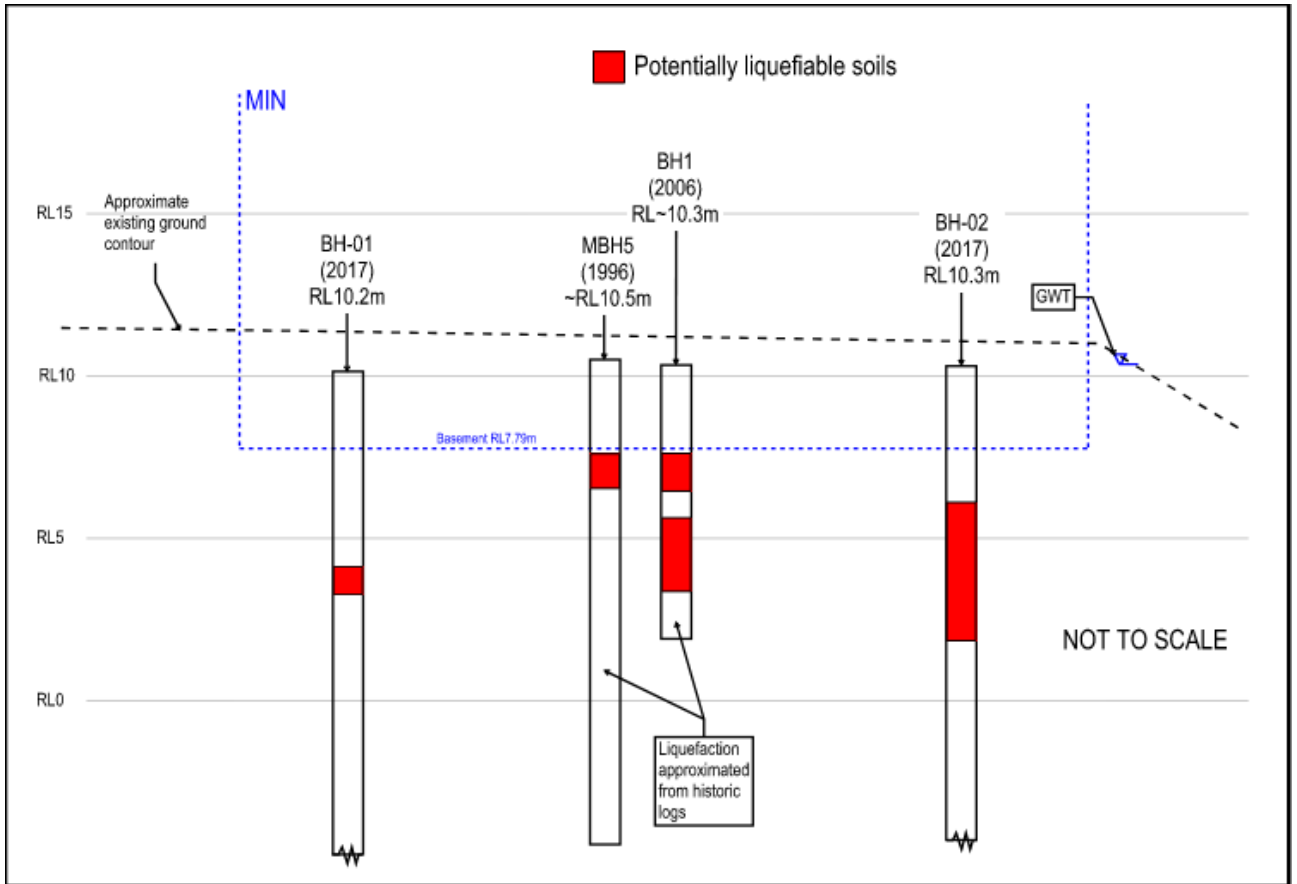 Potentially liquefiable soils
MIN
BH1
(2006)
RL~10.3m
Approximate
existing ground
contour
RL15
BH-01
(2017)
RL10.2m
MBH5
(1996)
~RL10.5m
BH-02
(2017)
RL10.3m
GWT
RL10
Basement RL7.79m
RL5
NOT TO SCALE
RL0
Liquefaction
approximated
from historic
logs